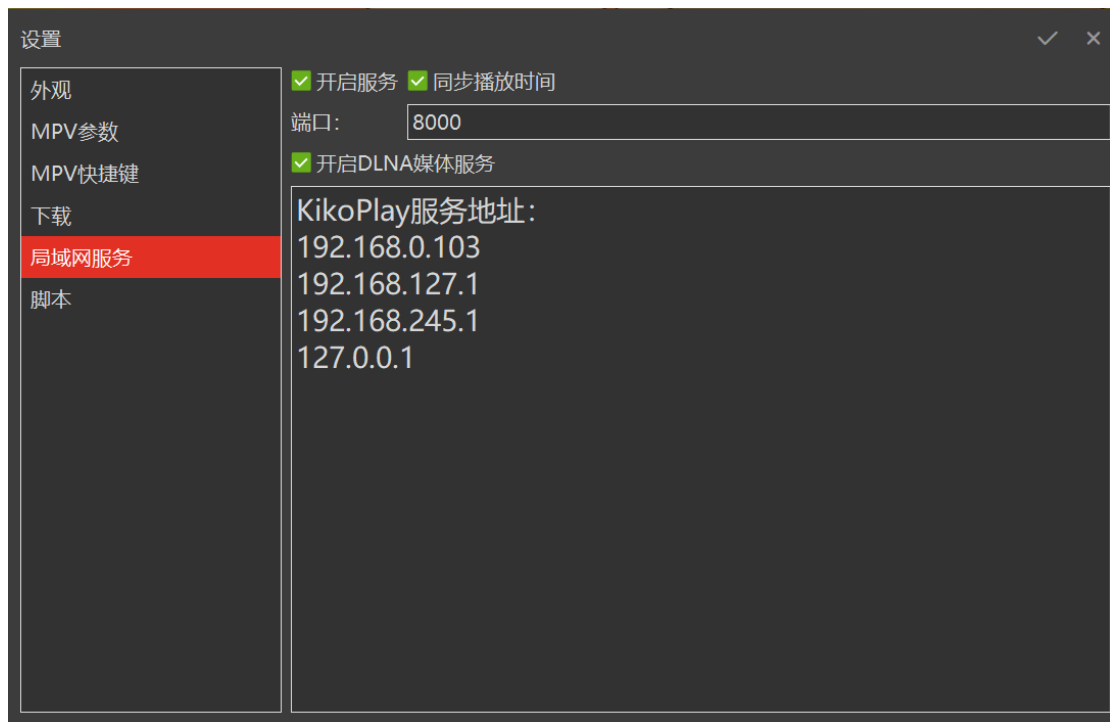 设置
外观
MPV参数
MPV快捷键
下载
局域网服务
脚本
开启服务 同步播放时间
端口: 8000
开启DLNA媒体服务
KikoPlay服务地址:
192.168.0.103
192.168.127.1
192.168.245.1
127.0.0.1